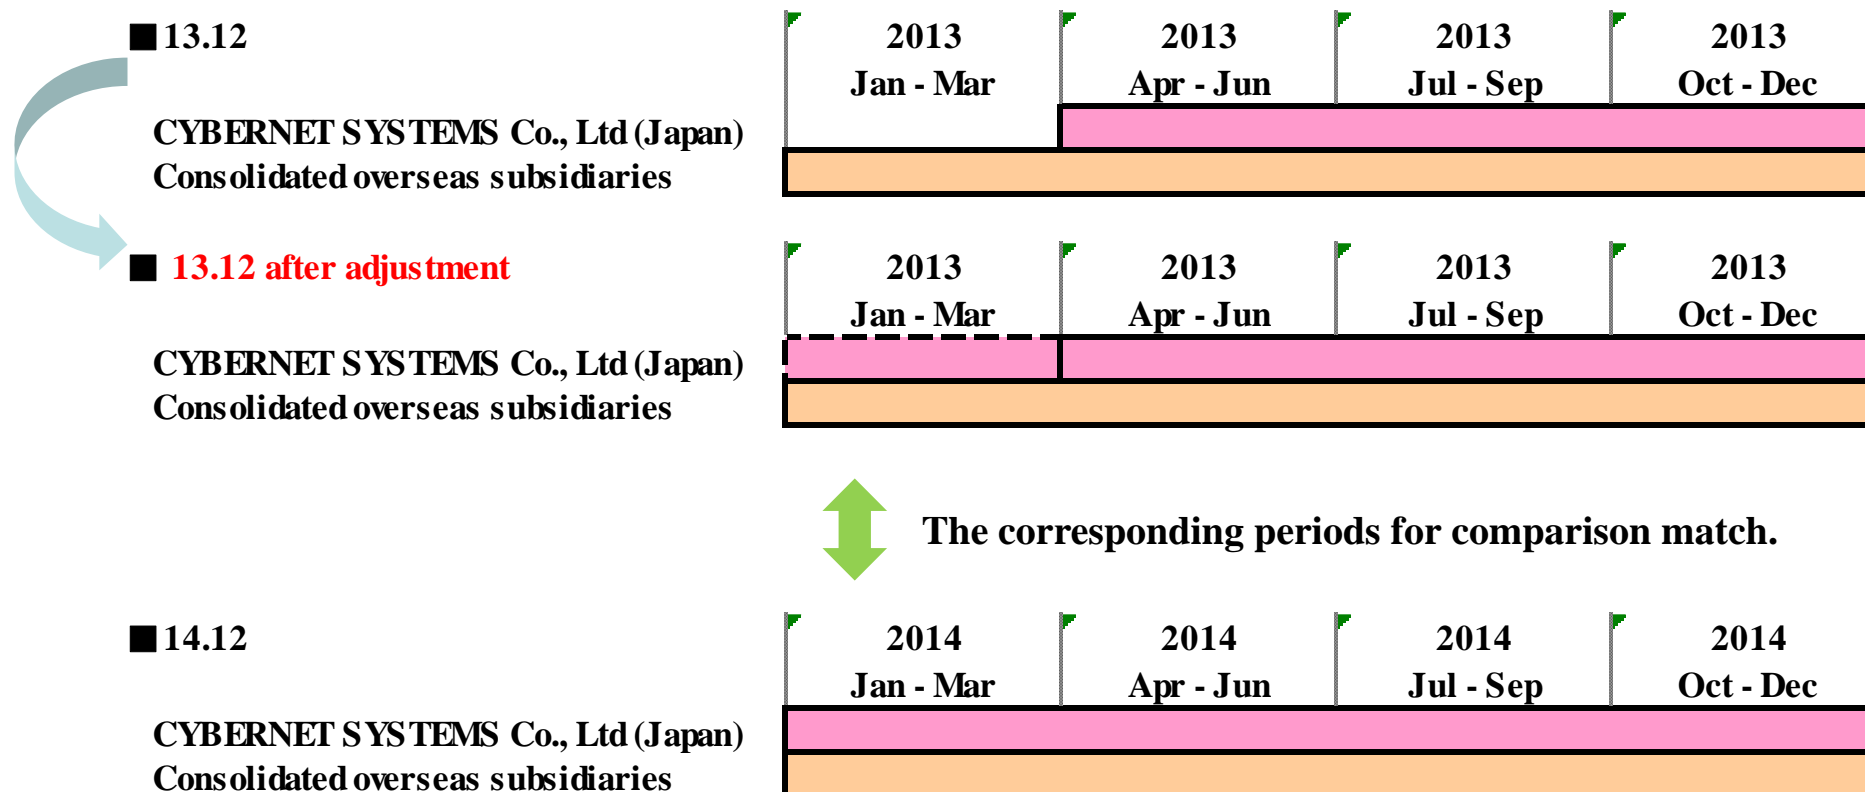 ■ 13.12
2013 2013 2013 2013
Jan - Mar Apr - Jun Jul - Sep Oct - Dec
CYBERNET SYSTEMS Co., Ltd (Japan)
Consolidated overseas subsidiaries
■ 13.12 after adjustment
2013 2013 2013 2013
Jan - Mar Apr - Jun Jul - Sep Oct - Dec
CYBERNET SYSTEMS Co., Ltd (Japan)
Consolidated overseas subsidiaries
The corresponding periods for comparison match.
■ 14.12
2014 2014 2014 2014
Jan - Mar Apr - Jun Jul - Sep Oct - Dec
CYBERNET SYSTEMS Co., Ltd (Japan)
Consolidated overseas subsidiaries